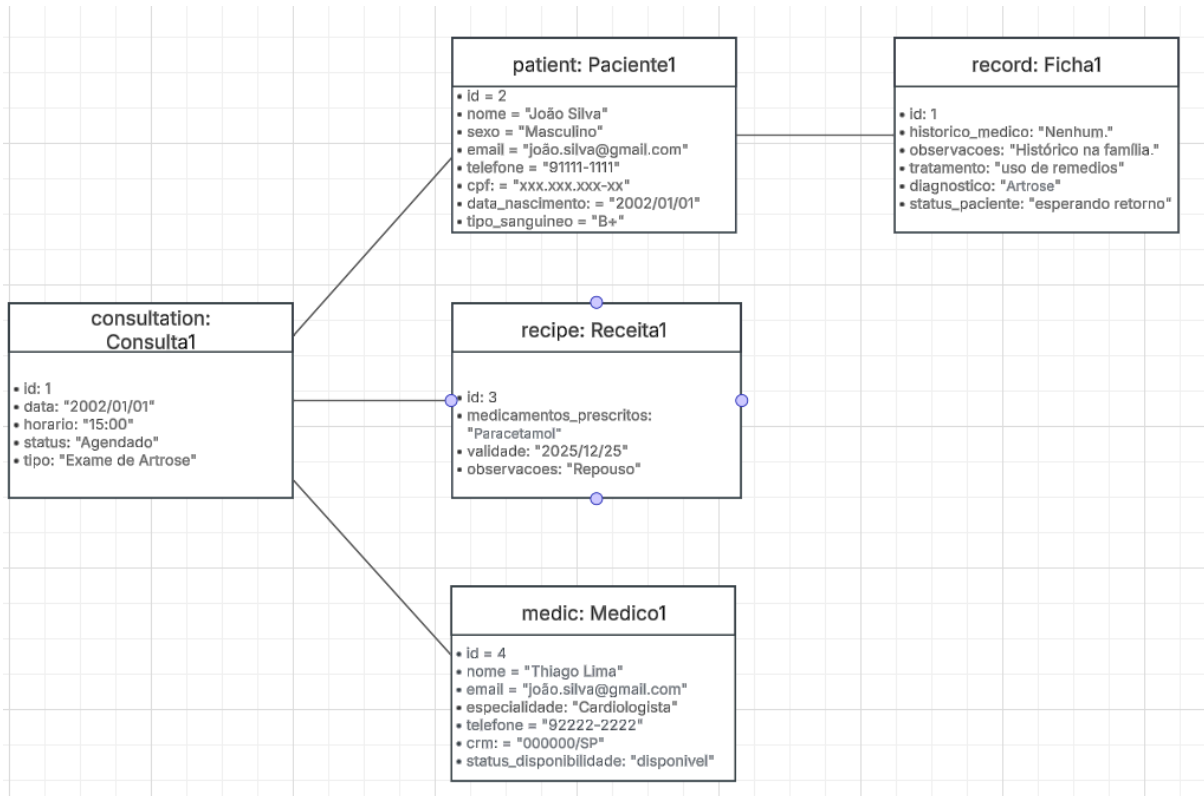 patient: Paciente1
• id = 2
• nome = "João Silva"
• sexo = "Masculino"
• email = "joão.silva@gmail.com"
• telefone = "91111-1111"
• cpf: = "xxx.xxx.xxx-xx"
• data_nascimento: = "2002/01/01"
• tipo_sanguineo = "B+"
record: Ficha1
• id: 1
• historico_medico: "Nenhum."
• observacoes: "Histórico na família."
• tratamento: "uso de remedios"
• diagnostico: "Artrose"
• status_paciente: "esperando retorno"
consultation:
Consulta1
• id: 1
• data: "2002/01/01"
• horario: "15:00"
• status: "Agendado"
• tipo: "Exame de Artrose"
recipe: Receita1
• id: 3
• medicamentos_prescritos:
"Paracetamol"
• validade: "2025/12/25"
• observacoes: "Repouso"
medic: Medico1
• id = 4
• nome = "Thiago Lima"
• email = "joão.silva@gmail.com"
• especialidade: "Cardiologista"
• telefone = "92222-2222"
• crm: = "000000/SP"
• status_disponibilidade: "disponivel"